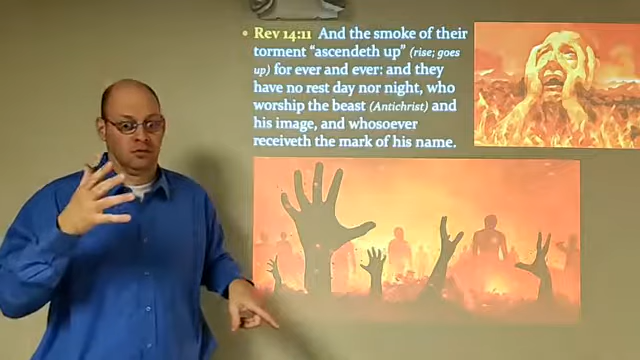 • Rev 14:11 And the smoke of their
torment “ascendeth up” (rise; goes
up) for ever and ever: and they
have no rest day nor night, who
worship the beast (Antichrist) and
his image, and whosoever
receiveth the mark of his name.